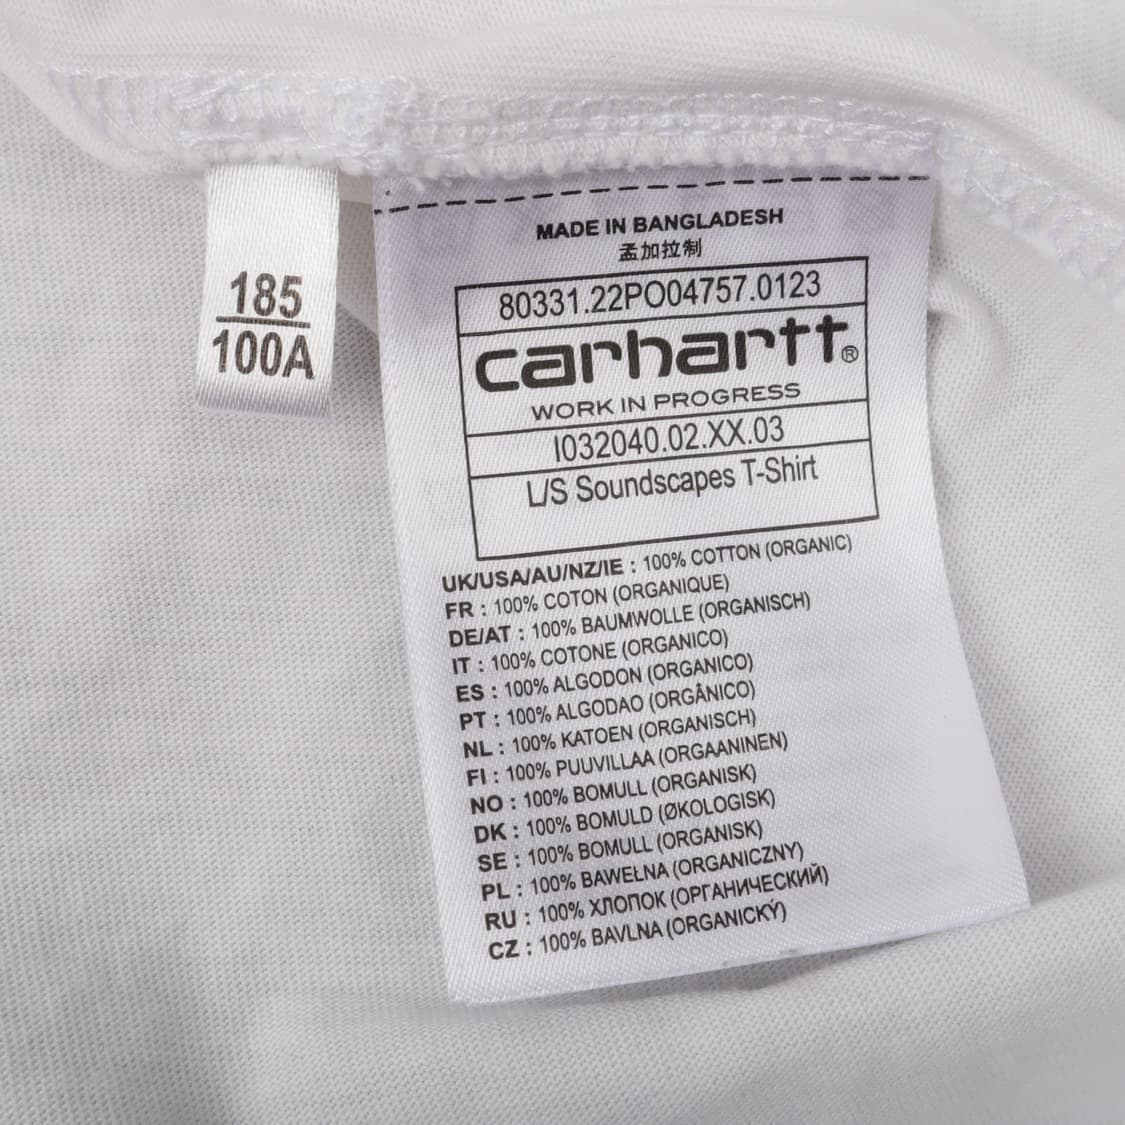 185
100A
MADE IN BANGLADESH
孟加拉制
80331.22PO04757.0123
carhartt®
WORK IN PROGRESS
I032040.02.XX.03
L/S Soundscapes T-Shirt
UK/USA/AU/NZ/IE : 100% COTTON (ORGANIC)
FR : 100% COTON (ORGANIQUE)
DE/AT : 100% BAUMWOLLE (ORGANISCH)
IT : 100% COTONE (ORGANICO)
ES : 100% ALGODON (ORGANICO)
PT : 100% ALGODAO (ORGÂNICO)
NL : 100% KATOEN (ORGANISCH)
FI : 100% PUUVILLAA (ORGAANINEN)
NO : 100% BOMULL (ORGANISK)
DK : 100% BOMULD (ØKOLOGISK)
SE : 100% BOMULL (ORGANISK)
PL : 100% BAWEŁNA (ORGANICZNY)
RU : 100% ХЛОПОК (ОРГАНИЧЕСКИЙ)
CZ : 100% BAVLNA (ORGANICKÝ)